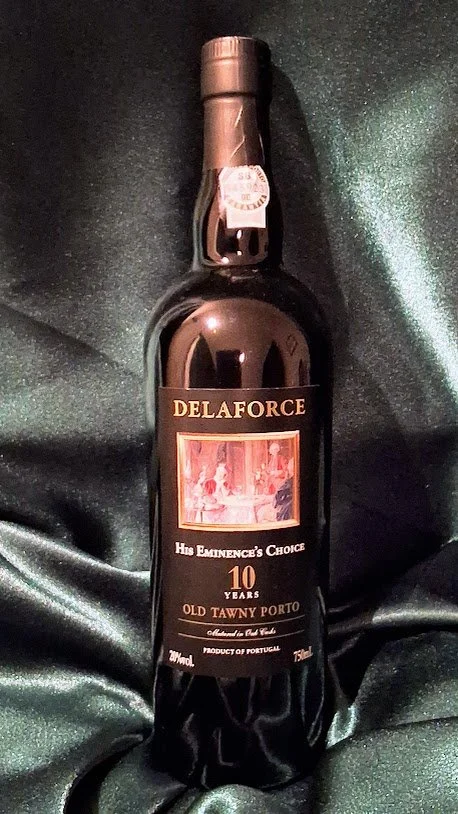 DELAFORCE
HIS EMINENCE'S CHOICE
10
YEARS
OLD TAWNY PORTO
Matured in Oak Casks
PRODUCT OF PORTUGAL
20%vol. 750mL